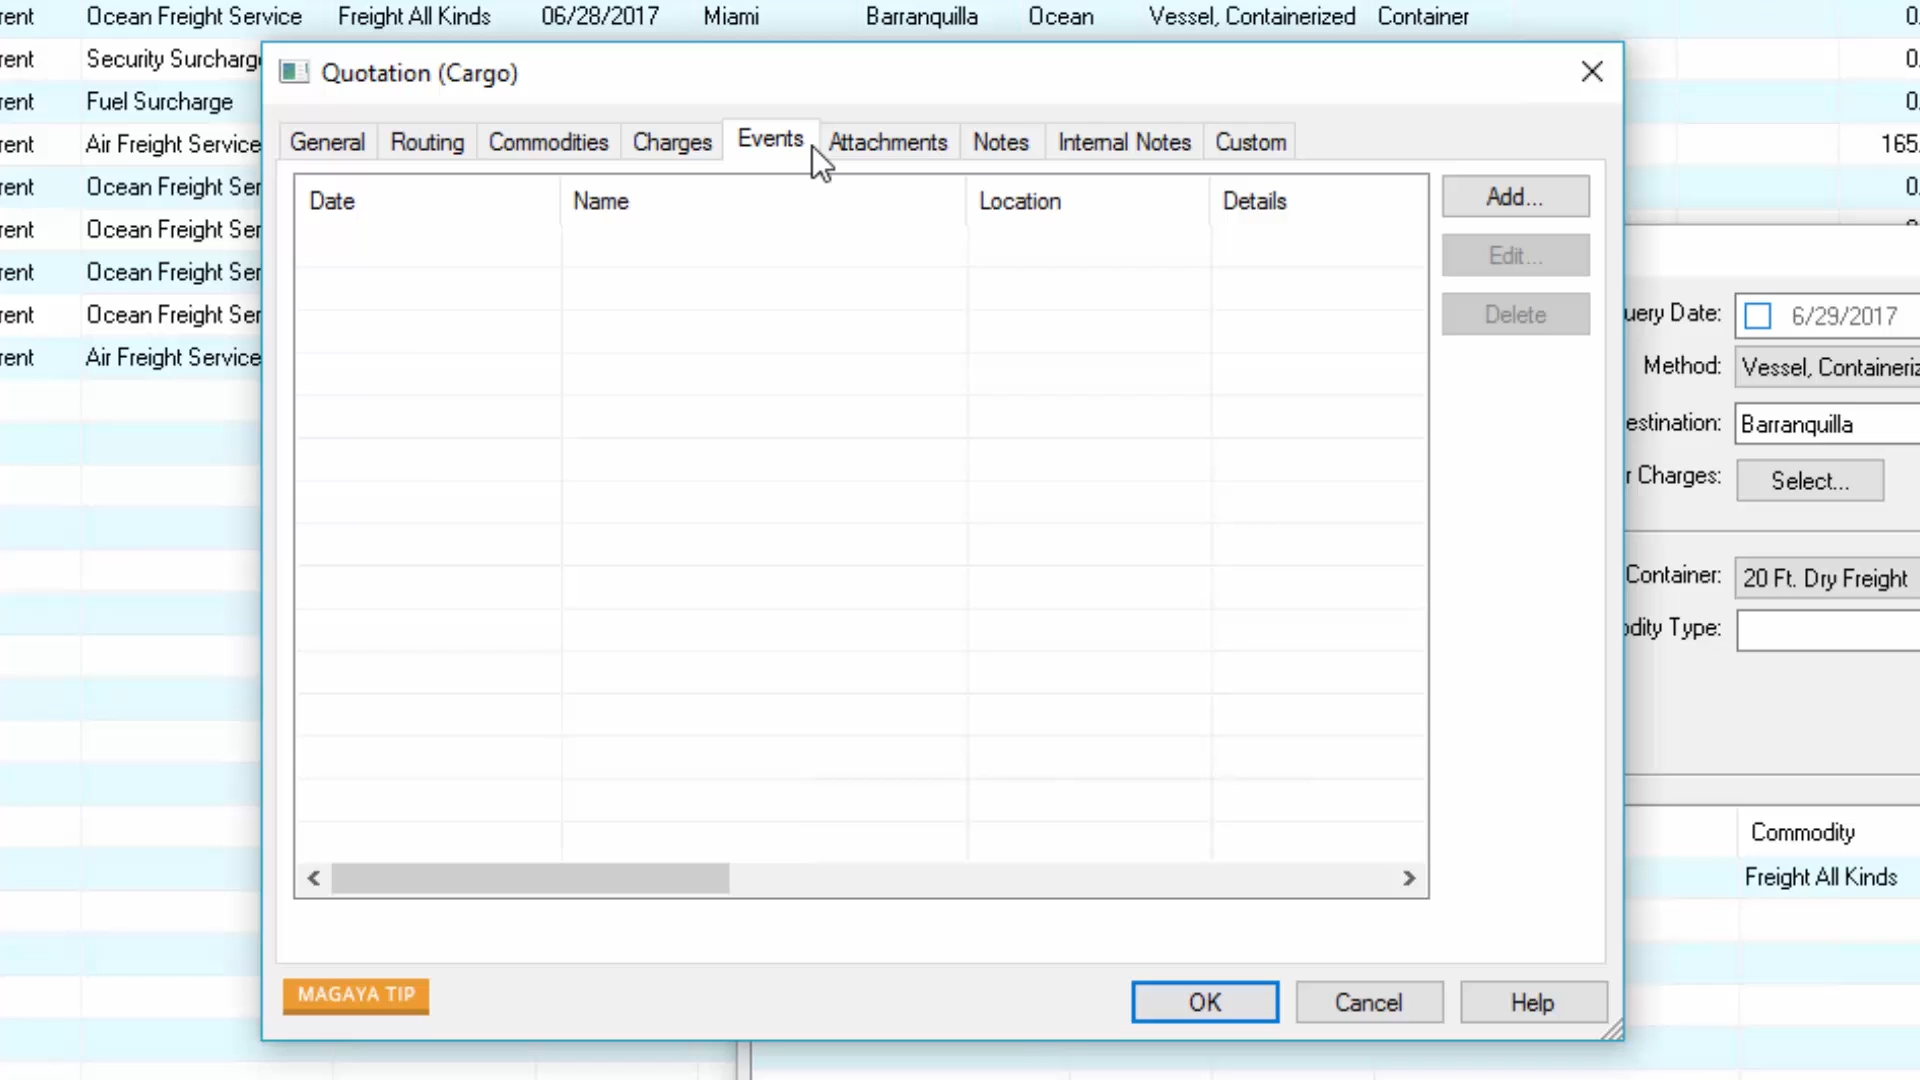 rent Ocean Freight Service Freight All Kinds 06/28/2017 Miami Barranquilla Ocean Vessel, Containerized Container 0.
rent Security Surcharge 0.
rent Fuel Surcharge 0.
rent Air Freight Service 165.
rent Ocean Freight Ser 0.
rent Ocean Freight Ser
rent Ocean Freight Ser
rent Ocean Freight Ser
rent Air Freight Service
Quotation (Cargo)
General Routing Commodities Charges Events Attachments Notes Internal Notes Custom
Date Name Location Details
Add...
Edit...
Delete
MAGAYA TIP
OK Cancel Help
uery Date: 6/29/2017
Method: Vessel, Containeriz
estination: Barranquilla
r Charges: Select...
Container: 20 Ft. Dry Freight
odity Type:
Commodity
Freight All Kinds